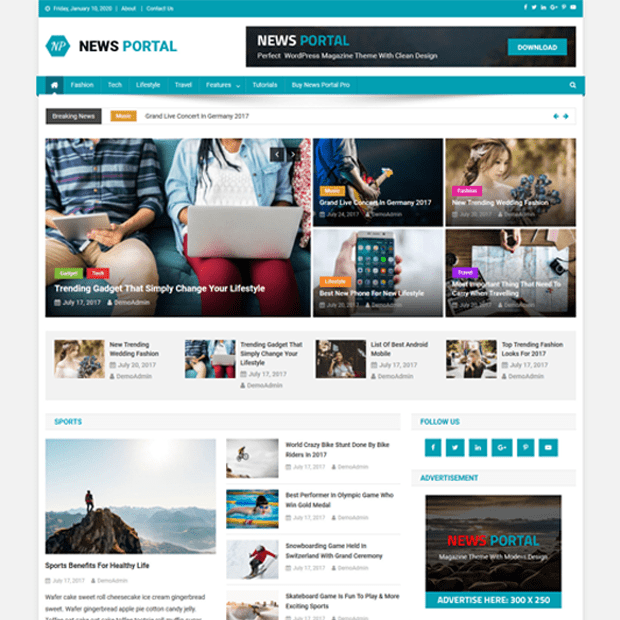 Friday, January 10, 2020 | About | Contact Us
NP NEWS PORTAL
NEWS PORTAL
Perfect WordPress Magazine Theme With Clean Design
DOWNLOAD
Fashion Tech Lifestyle Travel Features Tutorials Buy News Portal Pro
Breaking News Music Grand Live Concert In Germany 2017
Gadget Tech
Trending Gadget That Simply Change Your Lifestyle
July 17, 2017 DemoAdmin
Music
Grand Live Concert In Germany 2017
July 24, 2017 DemoAdmin
Fashion
New Trending Wedding Fashion
July 20, 2017 DemoAdmin
Lifestyle
Best New Phone For New Lifestyle
July 20, 2017 DemoAdmin
Travel
Most Important Thing That Need To
Carry When Travelling
July 20, 2017 DemoAdmin
New Trending
Wedding Fashion
July 20, 2017
DemoAdmin
Trending Gadget That
Simply Change Your
Lifestyle
July 17, 2017
DemoAdmin
List Of Best Android
Mobile
July 17, 2017
DemoAdmin
Top Trending Fashion
Looks For 2017
July 17, 2017
DemoAdmin
SPORTS
Sports Benefits For Healthy Life
July 17, 2017 DemoAdmin
Wafer cake sweet roll cheesecake ice cream gingerbread
sweet. Wafer gingerbread apple pie cotton candy jelly.
World Crazy Bike Stunt Done By Bike
Riders In 2017
July 17, 2017 DemoAdmin
Best Performer In Olympic Game Who
Win Gold Medal
July 17, 2017 DemoAdmin
Snowboarding Game Held In
Switzerland With Grand Ceremony
July 17, 2017 DemoAdmin
Skateboard Game Is Fun To Play & More
Exciting Sports
July 17, 2017 DemoAdmin
FOLLOW US
ADVERTISEMENT
NEWS PORTAL
Magazine Theme With Modern Design.
ADVERTISE HERE: 300 X 250